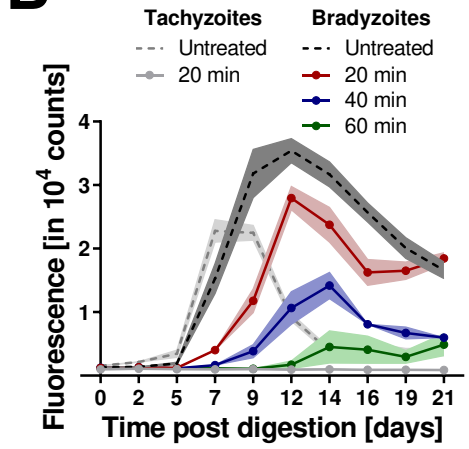 B
Tachyzoites Bradyzoites
Untreated Untreated
20 min 20 min
40 min
60 min
Fluorescence [in 10⁴ counts]
4
3
2
1
0 2 5 7 9 12 14 16 19 21
Time post digestion [days]